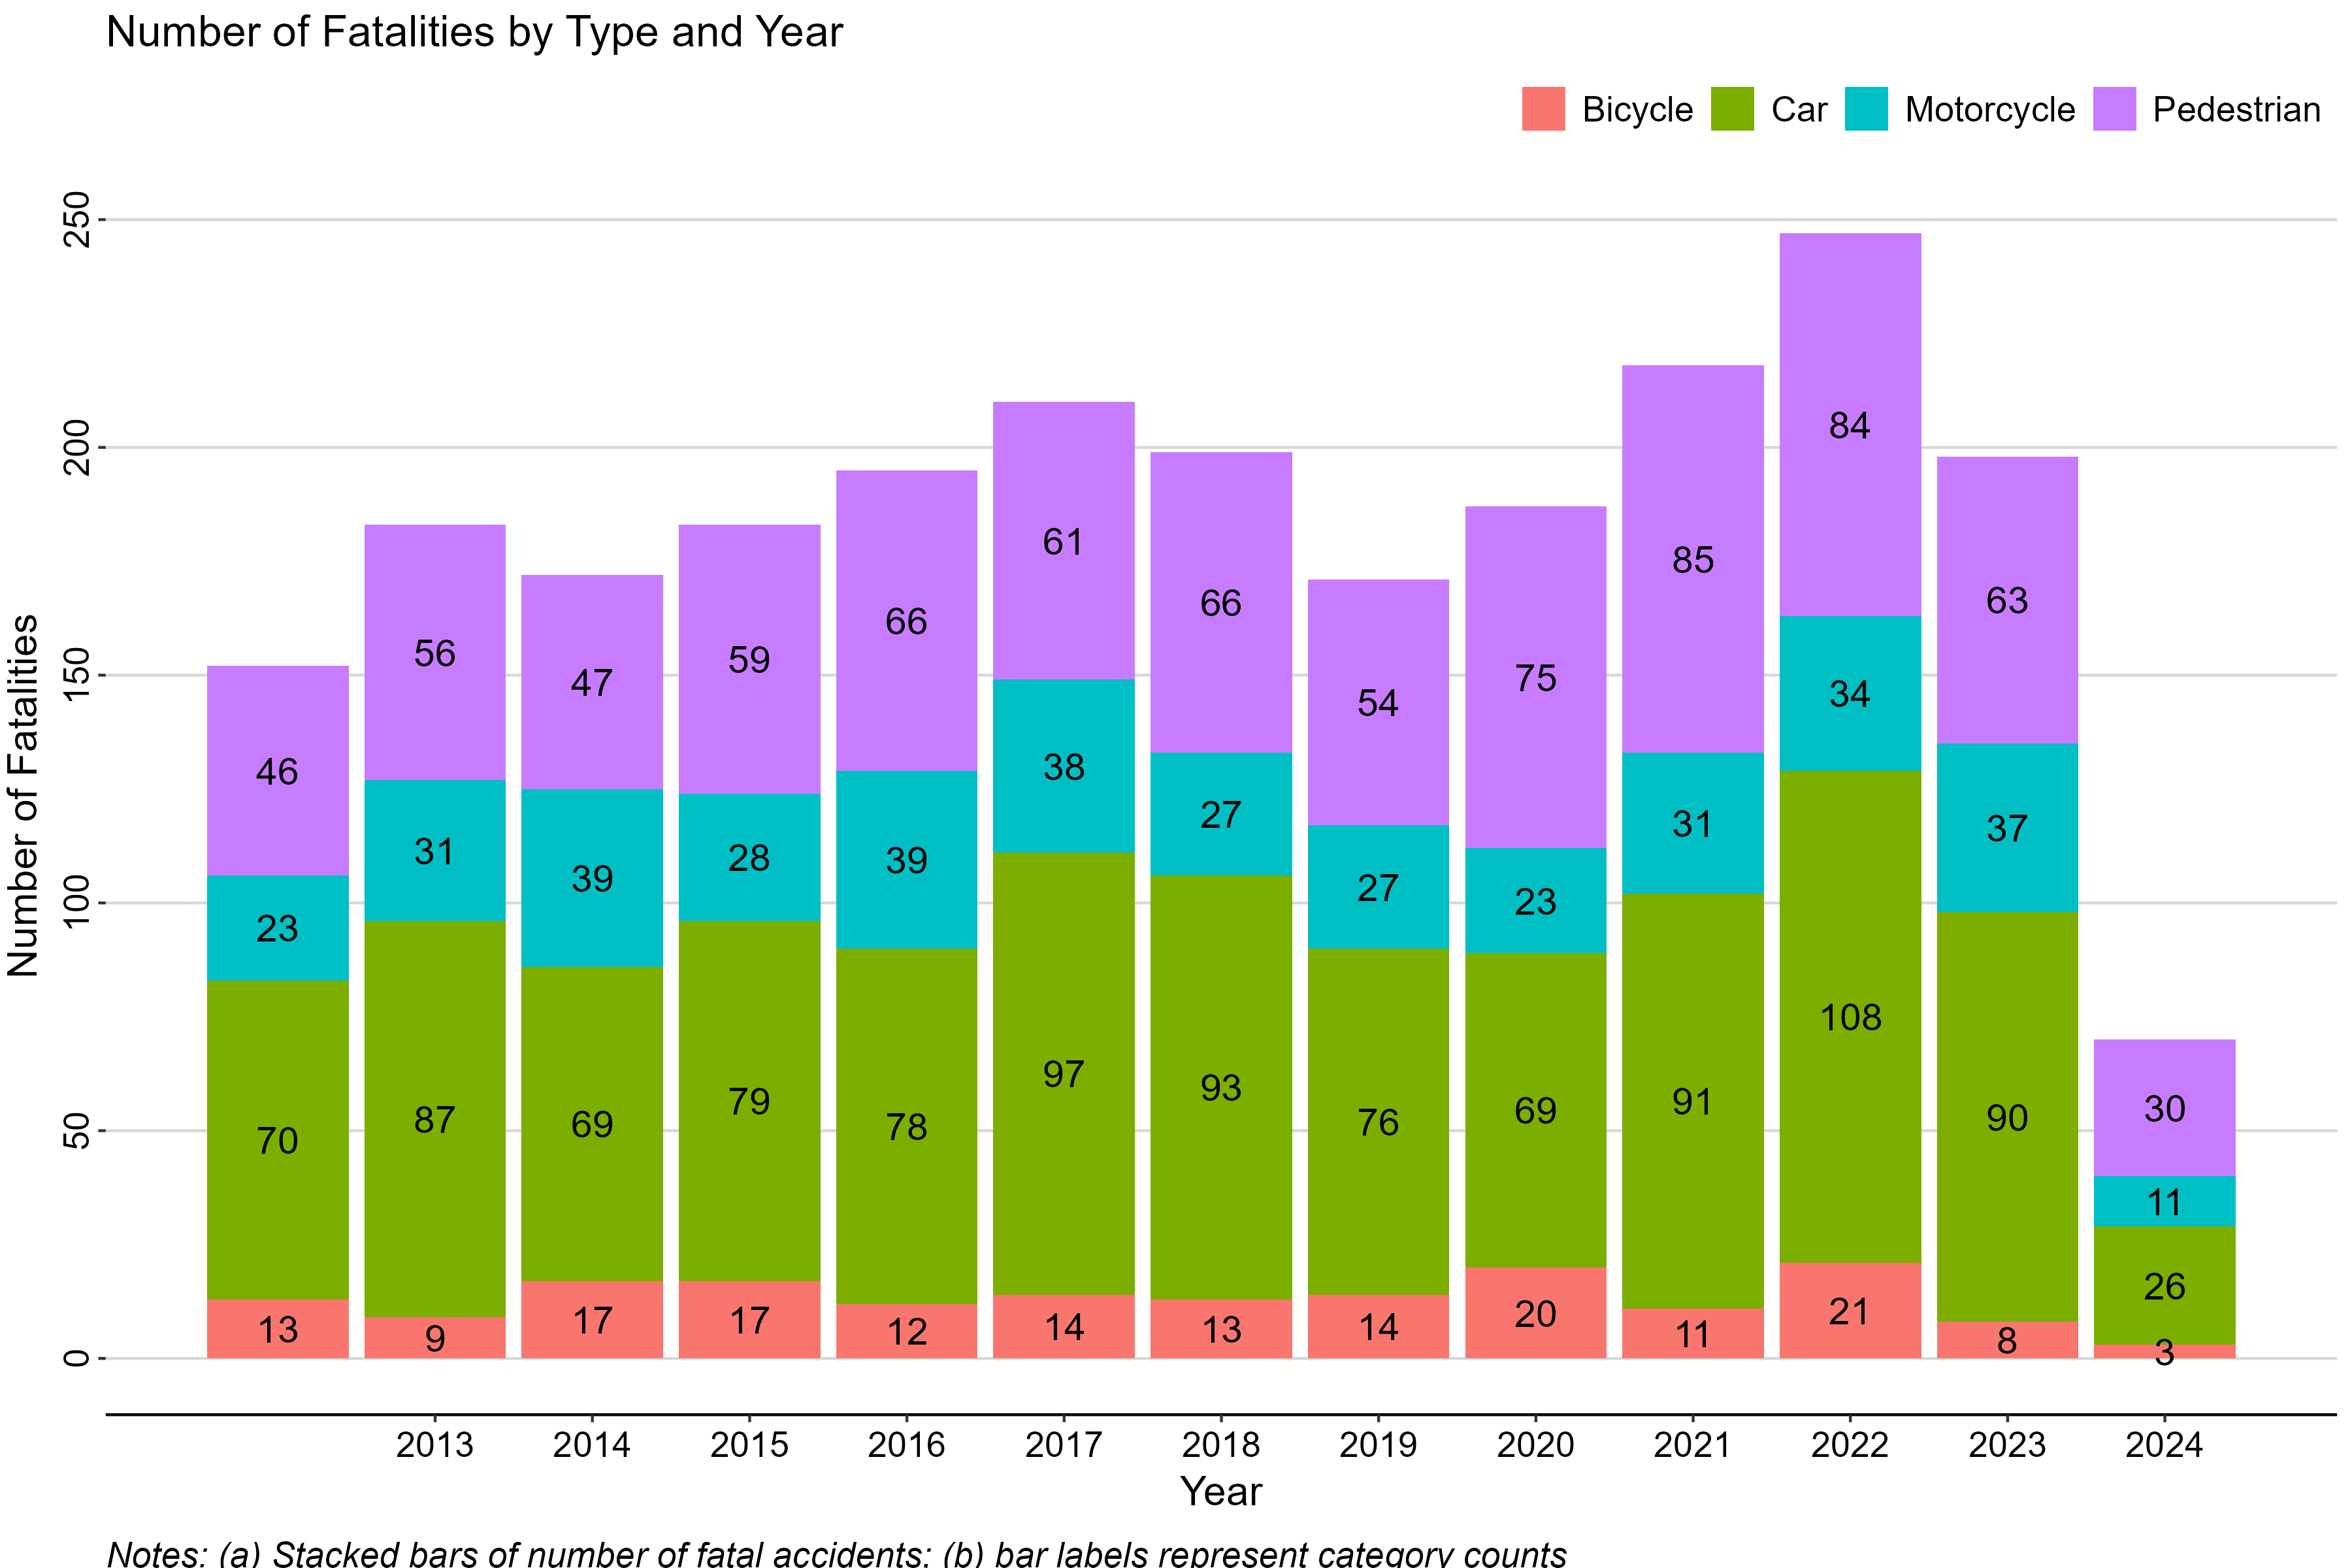 Number of Fatalities by Type and Year
Bicycle Car Motorcycle Pedestrian
Number of Fatalities
250
200
150
100
50
0
46 56 47 59 66 61 66 54 75 85 84 63 30
23 31 39 28 39 38 27 27 23 31 34 37 11
70 87 69 79 78 97 93 76 69 91 108 90 26
13 9 17 17 12 14 13 14 20 11 21 8 3
2013 2014 2015 2016 2017 2018 2019 2020 2021 2022 2023 2024
Year
Notes: (a) Stacked bars of number of fatal accidents; (b) bar labels represent category counts